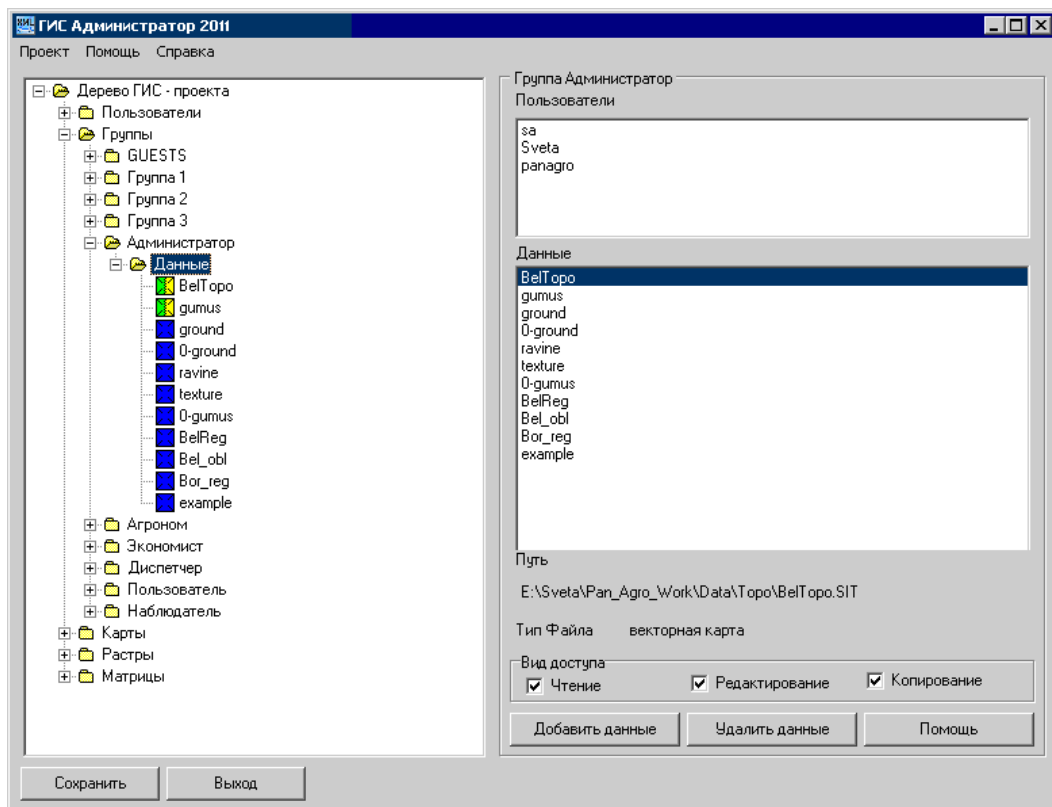 ГИС Администратор 2011
Проект Помощь Справка
Дерево ГИС - проекта
Пользователи
Группы
GUESTS
Группа 1
Группа 2
Группа 3
Администратор
Данные
BelTopo
gumus
ground
0-ground
ravine
texture
0-gumus
BelReg
Bel_obl
Bor_reg
example
Агроном
Экономист
Диспетчер
Пользователь
Наблюдатель
Карты
Растры
Матрицы
Группа Администратор
Пользователи
sa
Sveta
panagro
Данные
BelTopo
gumus
ground
0-ground
ravine
texture
0-gumus
BelReg
Bel_obl
Bor_reg
example
Путь
E:\Sveta\Pan_Agro_Work\Data\Topo\BelTopo.SIT
Тип Файла векторная карта
Вид доступа
Чтение Редактирование Копирование
Добавить данные Удалить данные Помощь
Сохранить Выход